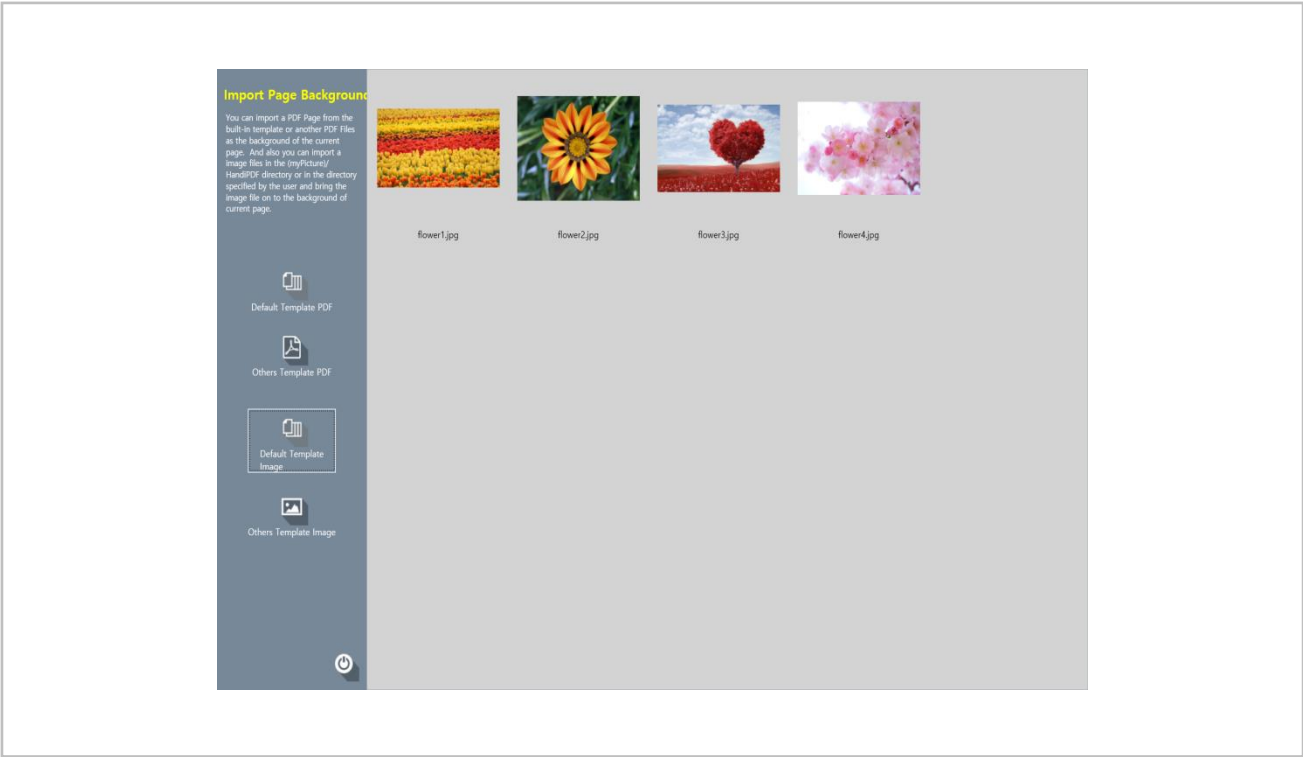 Import Page Background
You can import a PDF Page from the
built-in template or another PDF Files
as the background of the current
page. And also you can import a
image files in the (myPicture)/
HandiPDF directory or in the directory
specified by the user and bring the
image file on to the background of
current page.
flower1.jpg
flower2.jpg
flower3.jpg
flower4.jpg
Default Template PDF
Others Template PDF
Default Template
Image
Others Template Image